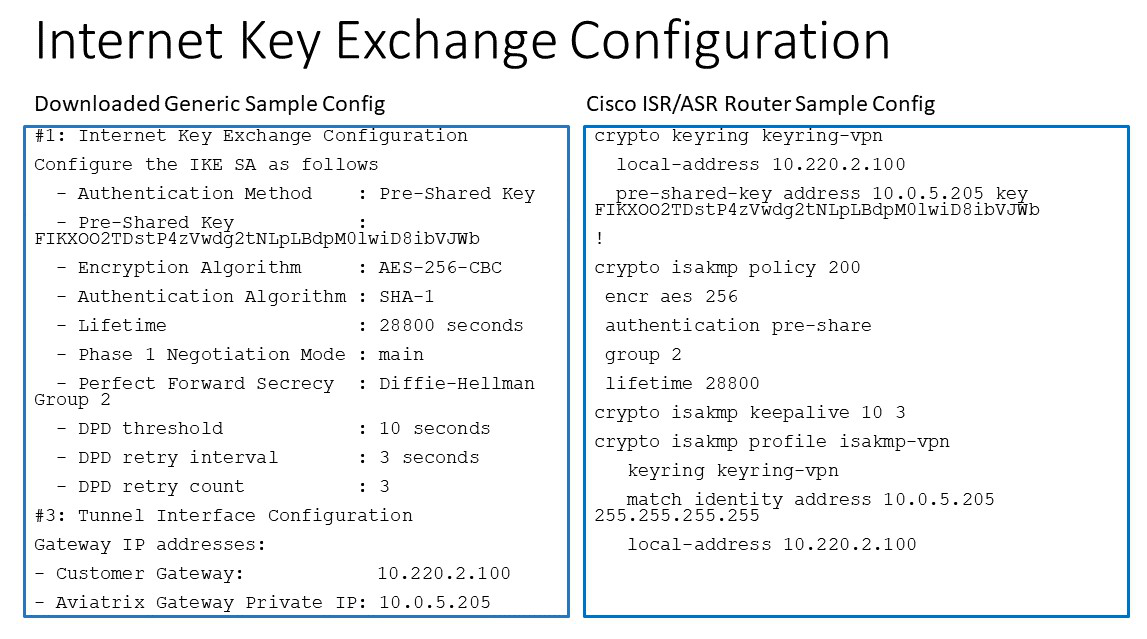 Internet Key Exchange Configuration
Downloaded Generic Sample Config
#1: Internet Key Exchange Configuration
Configure the IKE SA as follows
- Authentication Method : Pre-Shared Key
- Pre-Shared Key :
FIKXOO2TDstP4zVwdg2tNLpLBdpM0lwiD8ibVJWb
- Encryption Algorithm : AES-256-CBC
- Authentication Algorithm : SHA-1
- Lifetime : 28800 seconds
- Phase 1 Negotiation Mode : main
- Perfect Forward Secrecy : Diffie-Hellman
Group 2
- DPD threshold : 10 seconds
- DPD retry interval : 3 seconds
- DPD retry count : 3
#3: Tunnel Interface Configuration
Gateway IP addresses:
- Customer Gateway: 10.220.2.100
- Aviatrix Gateway Private IP: 10.0.5.205
Cisco ISR/ASR Router Sample Config
crypto keyring keyring-vpn
local-address 10.220.2.100
pre-shared-key address 10.0.5.205 key
FIKXOO2TDstP4zVwdg2tNLpLBdpM0lwiD8ibVJWb
!
crypto isakmp policy 200
encr aes 256
authentication pre-share
group 2
lifetime 28800
crypto isakmp keepalive 10 3
crypto isakmp profile isakmp-vpn
keyring keyring-vpn
match identity address 10.0.5.205
255.255.255.255
local-address 10.220.2.100